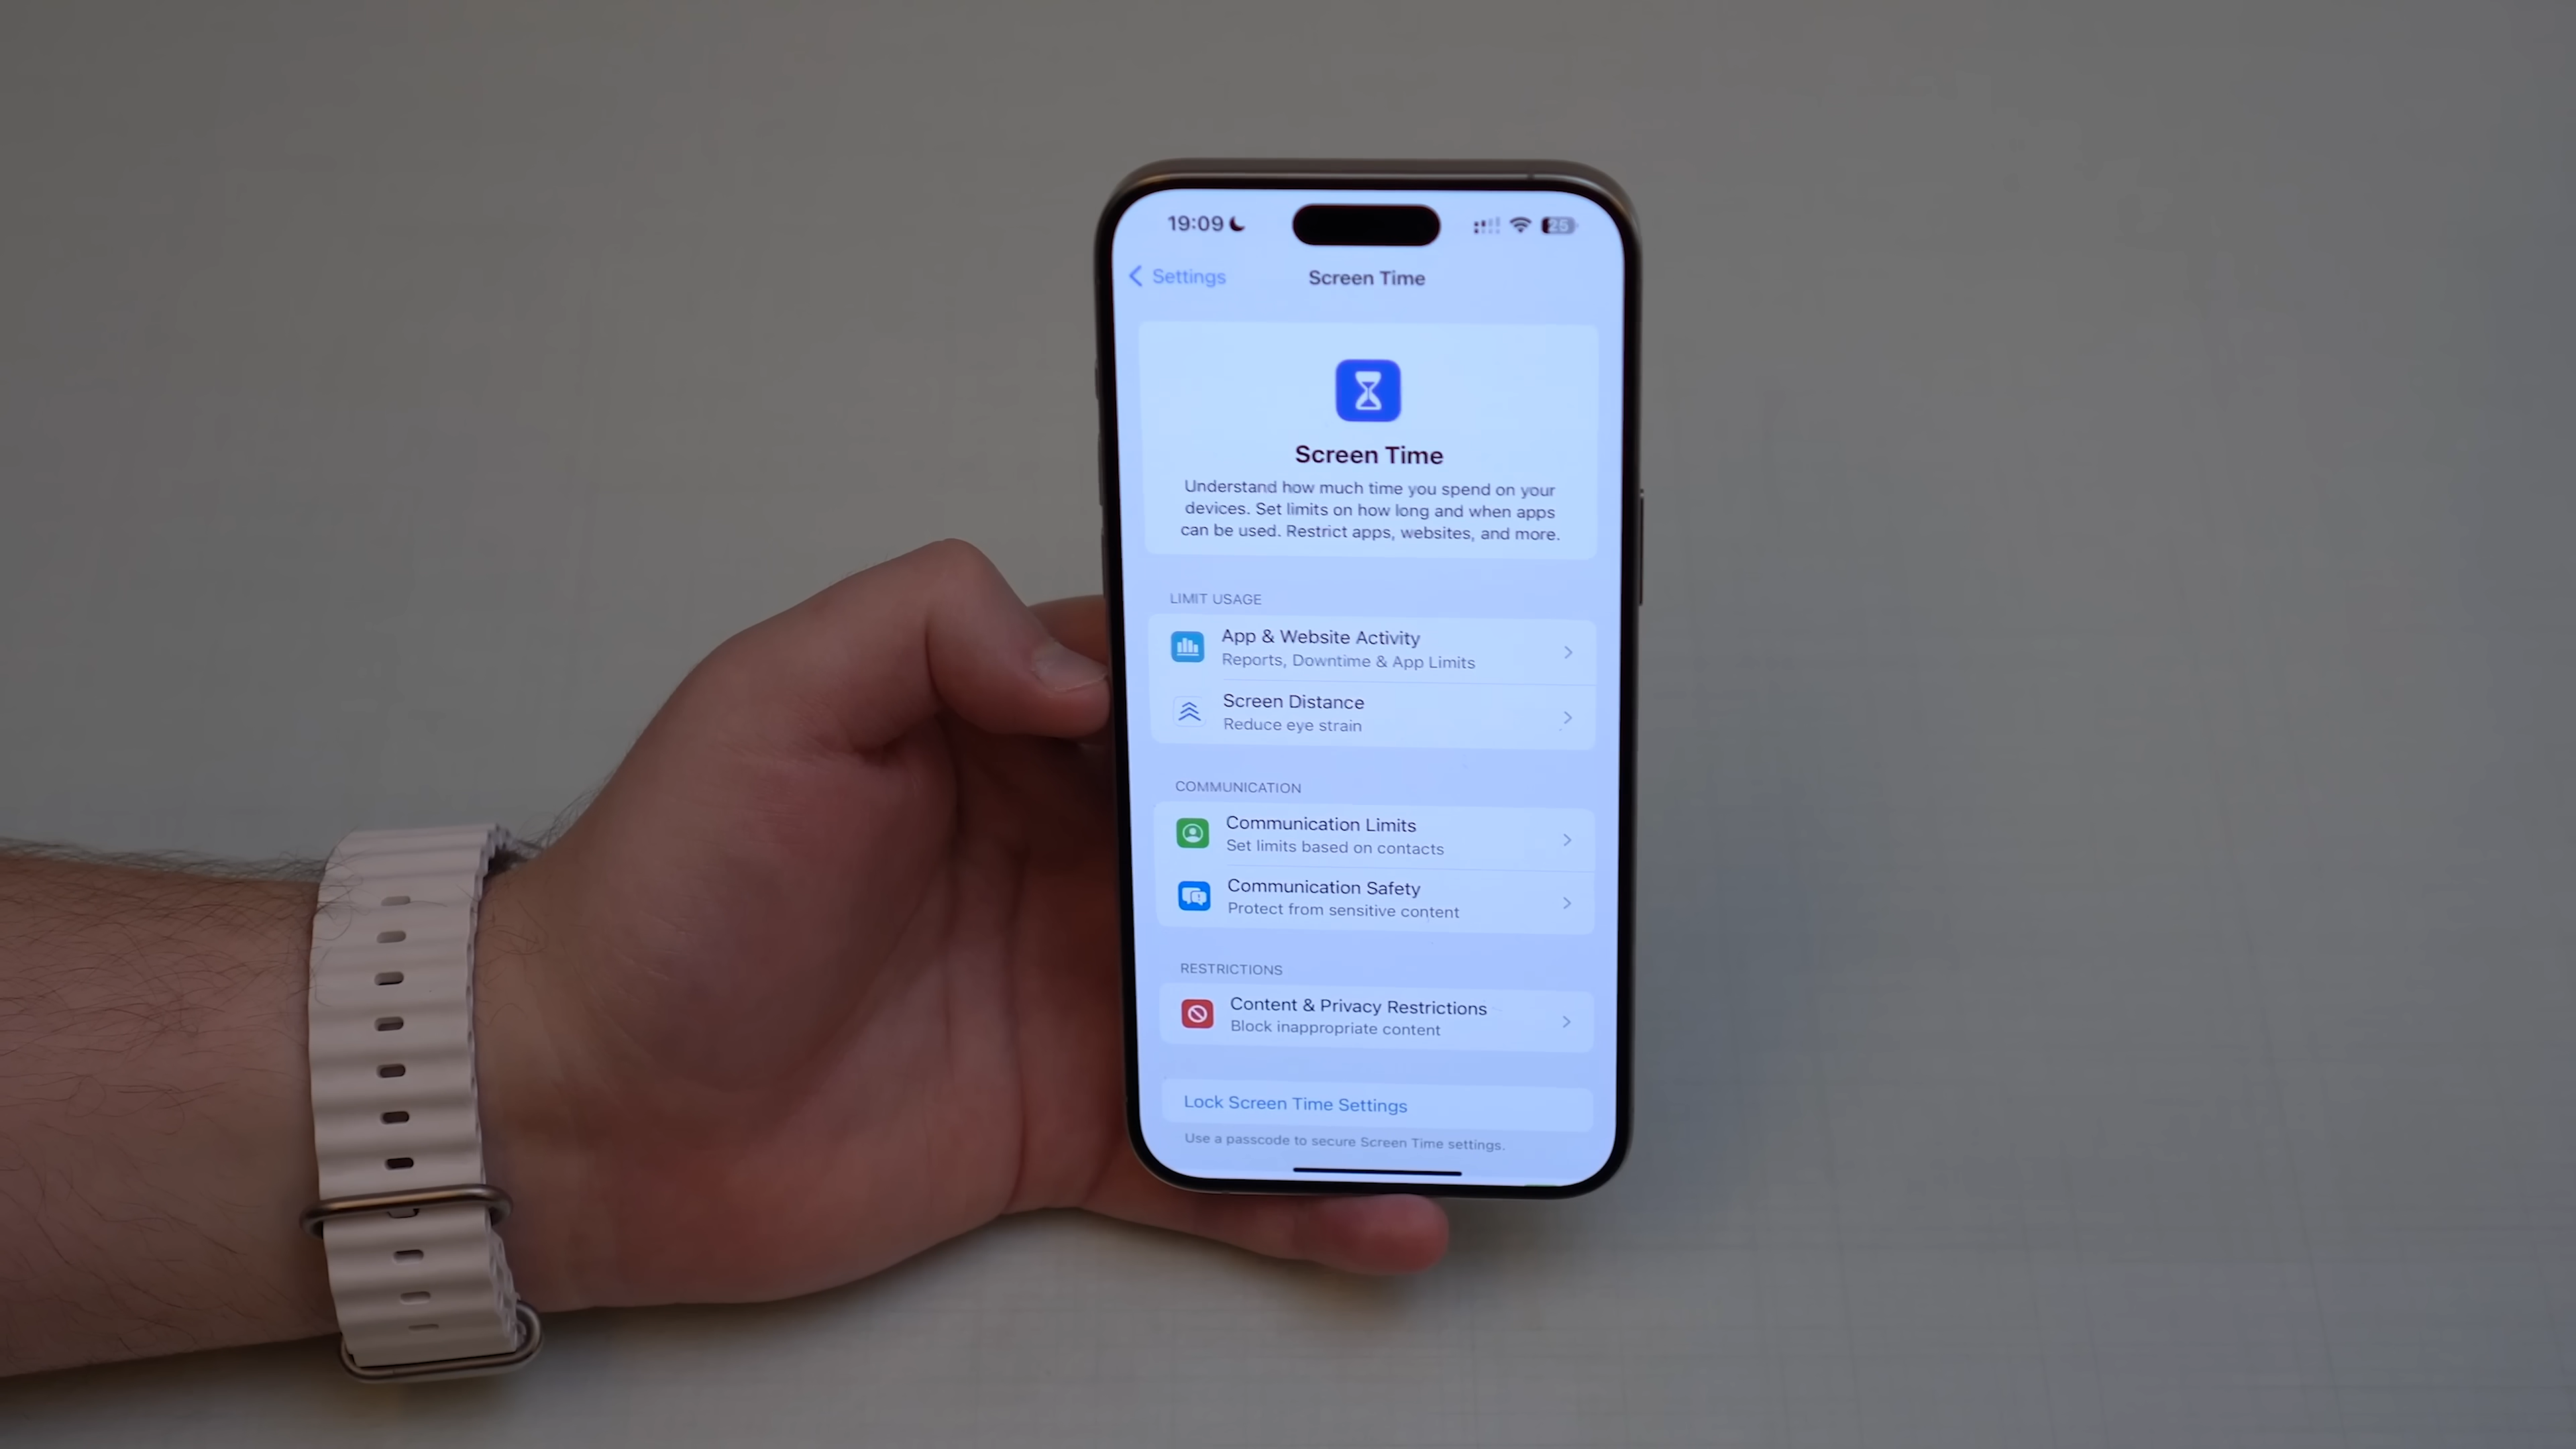 19:09
25
Settings
Screen Time
Screen Time
Understand how much time you spend on your
devices. Set limits on how long and when apps
can be used. Restrict apps, websites, and more.
LIMIT USAGE
App & Website Activity
Reports, Downtime & App Limits
Screen Distance
Reduce eye strain
COMMUNICATION
Communication Limits
Set limits based on contacts
Communication Safety
Protect from sensitive content
RESTRICTIONS
Content & Privacy Restrictions
Block inappropriate content
Lock Screen Time Settings
Use a passcode to secure Screen Time settings.